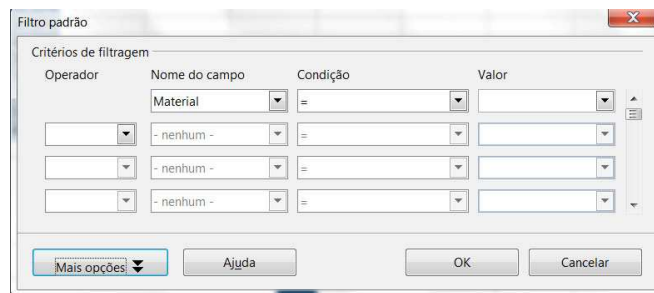 Filtro padrão
Critérios de filtragem
Operador Nome do campo Condição Valor
Material =
- nenhum - =
- nenhum - =
- nenhum - =
Mais opções Ajuda OK Cancelar